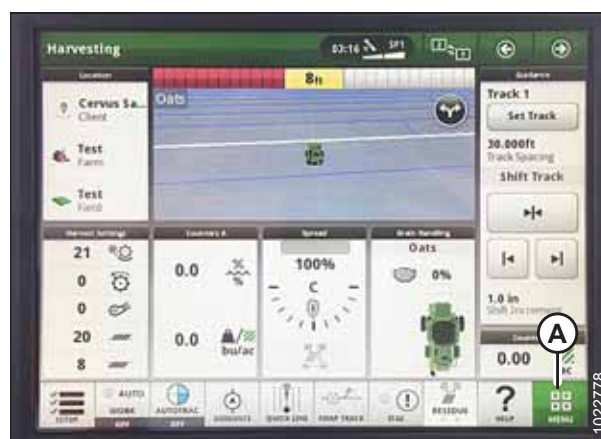 Harvesting
03:16
SF1
Location
Cervus Sa...
Client
Test
Farm
Test
Field
8ft
Oats
Guidance
Track 1
Set Track
30.000ft
Track Spacing
Shift Track
1.0 in
Shift Increment
Harvest Settings
21
0
0
20
8
Counters A
0.0
%
%
0.0
bu/ac
Spread
100%
C
Grain Handling
Oats
0%
A
0.00
SETUP
AUTO
WORK
OFF
AUTOTRAC
OFF
GUIDANCE
QUICK LINE
SWAP TRACK
RESIDUE
?
HELP
MENU
1022778